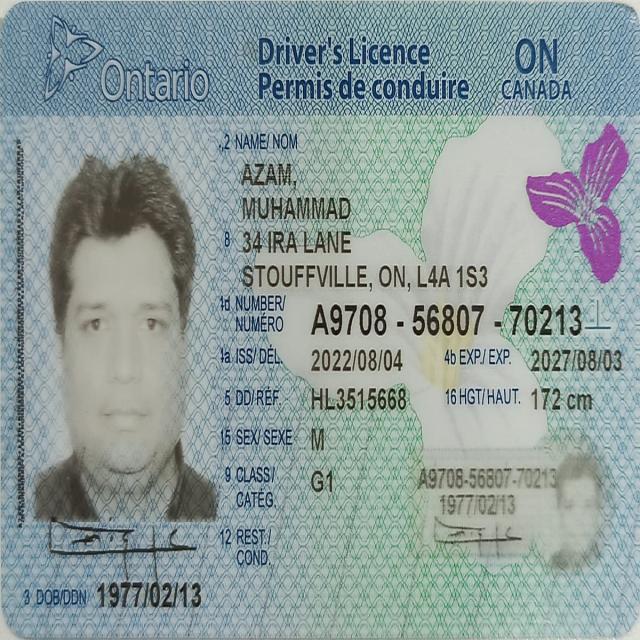 Ontario
Driver's Licence
Permis de conduire
ON
CANADA
1,2 NAME/ NOM
AZAM,
MUHAMMAD
8 34 IRA LANE
STOUFFVILLE, ON, L4A 1S3
4d NUMBER/ NUMÉRO A9708 - 56807 - 70213
4a ISS/ DÉL 2022/08/04 4b EXP./ EXP. 2027/08/03
5 DD/ RÉF. HL3515668 16 HGT/ HAUT. 172 cm
15 SEX/ SEXE M
9 CLASS/ CATÉG. G1
12 REST./ COND.
A9708-56807-70213
1977/02/13
3 DOB/DDN 1977/02/13